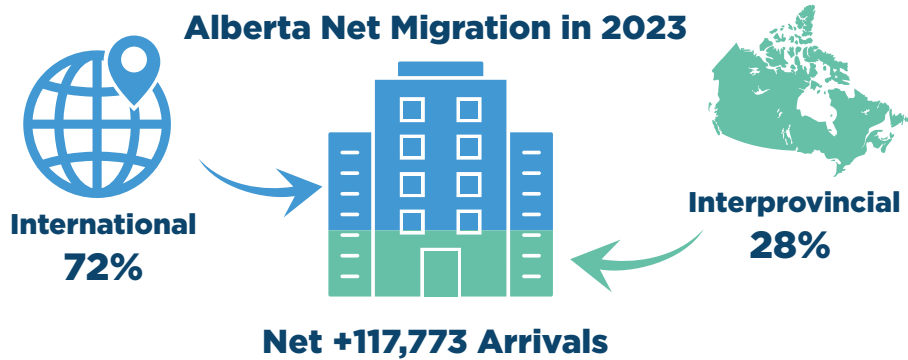 Alberta Net Migration in 2023
International
72%
Interprovincial
28%
Net +117,773 Arrivals